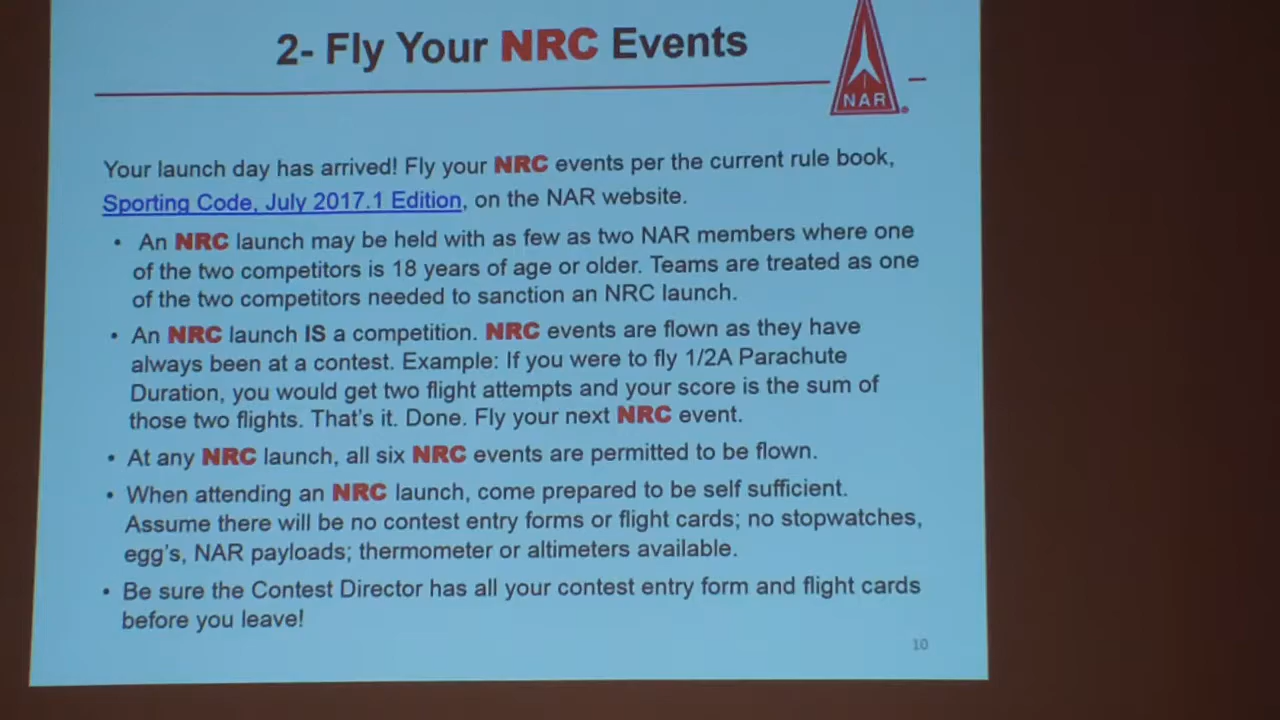 2- Fly Your NRC Events
NAR
Your launch day has arrived! Fly your NRC events per the current rule book,
Sporting Code, July 2017.1 Edition, on the NAR website.
• An NRC launch may be held with as few as two NAR members where one
of the two competitors is 18 years of age or older. Teams are treated as one
of the two competitors needed to sanction an NRC launch.
• An NRC launch IS a competition. NRC events are flown as they have
always been at a contest. Example: If you were to fly 1/2A Parachute
Duration, you would get two flight attempts and your score is the sum of
those two flights. That's it. Done. Fly your next NRC event.
• At any NRC launch, all six NRC events are permitted to be flown.
• When attending an NRC launch, come prepared to be self sufficient.
Assume there will be no contest entry forms or flight cards; no stopwatches,
egg's, NAR payloads; thermometer or altimeters available.
• Be sure the Contest Director has all your contest entry form and flight cards
before you leave!
10